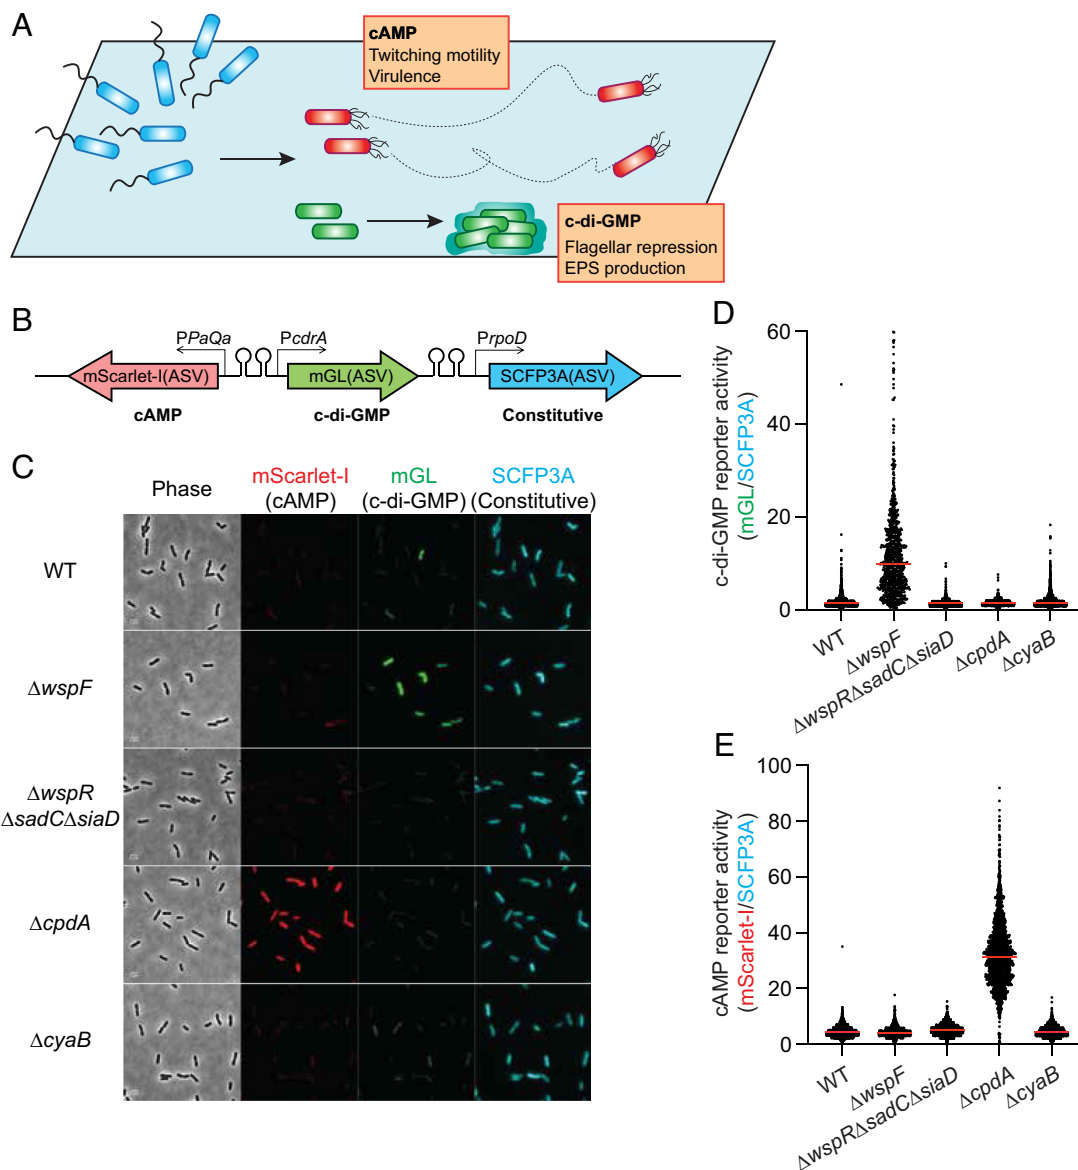 A
cAMP
Twitching motility
Virulence
c-di-GMP
Flagellar repression
EPS production
B
PPaQa
PcdrA
PrpoD
mScarlet-I(ASV)
mGL(ASV)
SCFP3A(ASV)
cAMP
c-di-GMP
Constitutive
C
Phase
mScarlet-I
(cAMP)
mGL
(c-di-GMP)
SCFP3A
(Constitutive)
WT
ΔwspF
ΔwspR
ΔsadCΔsiaD
ΔcpdA
ΔcyaB
D
c-di-GMP reporter activity
(mGL/SCFP3A)
60
40
20
0
WT
ΔwspF
ΔwspRΔsadCΔsiaD
ΔcpdA
ΔcyaB
E
cAMP reporter activity
(mScarlet-I/SCFP3A)
100
80
60
40
20
0
WT
ΔwspF
ΔwspRΔsadCΔsiaD
ΔcpdA
ΔcyaB